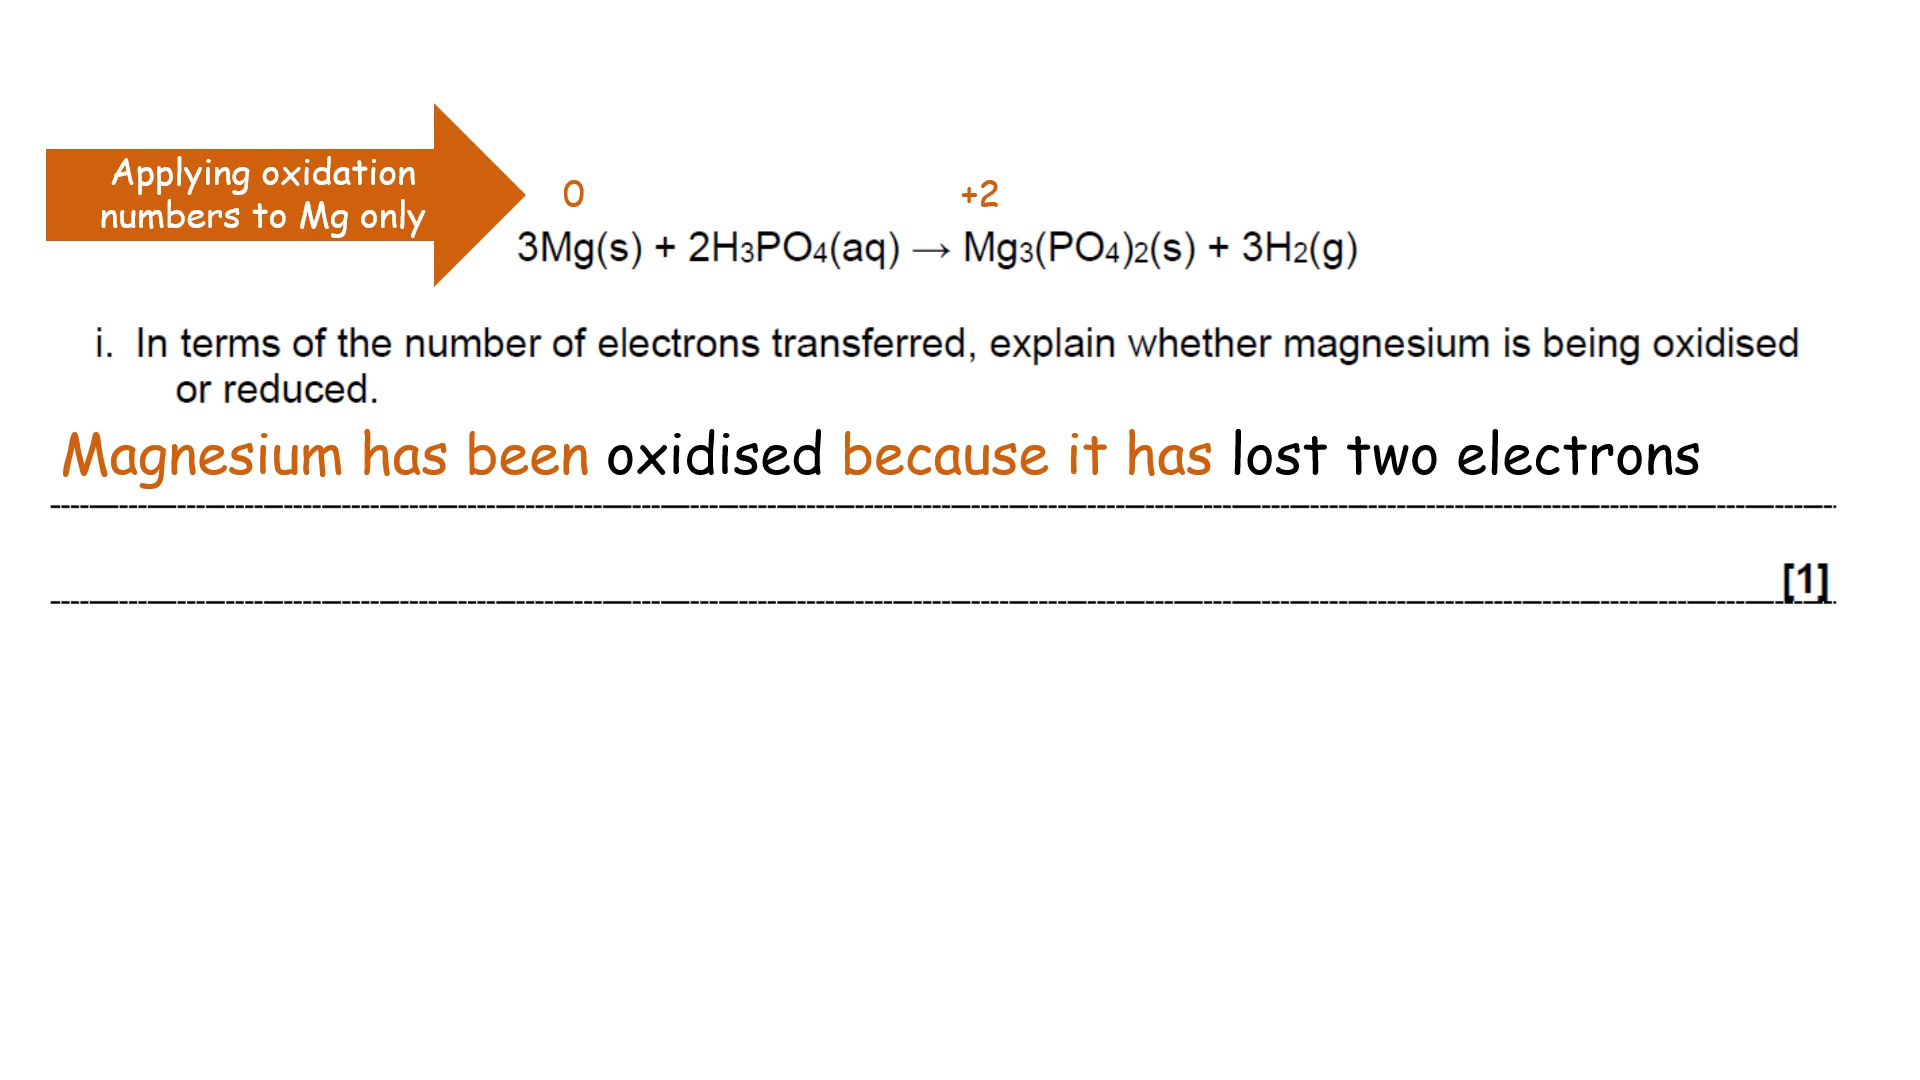 Applying oxidation
numbers to Mg only
0 +2
3Mg(s) + 2H3PO4(aq) → Mg3(PO4)2(s) + 3H2(g)
i. In terms of the number of electrons transferred, explain whether magnesium is being oxidised
or reduced.
Magnesium has been oxidised because it has lost two electrons
[1]